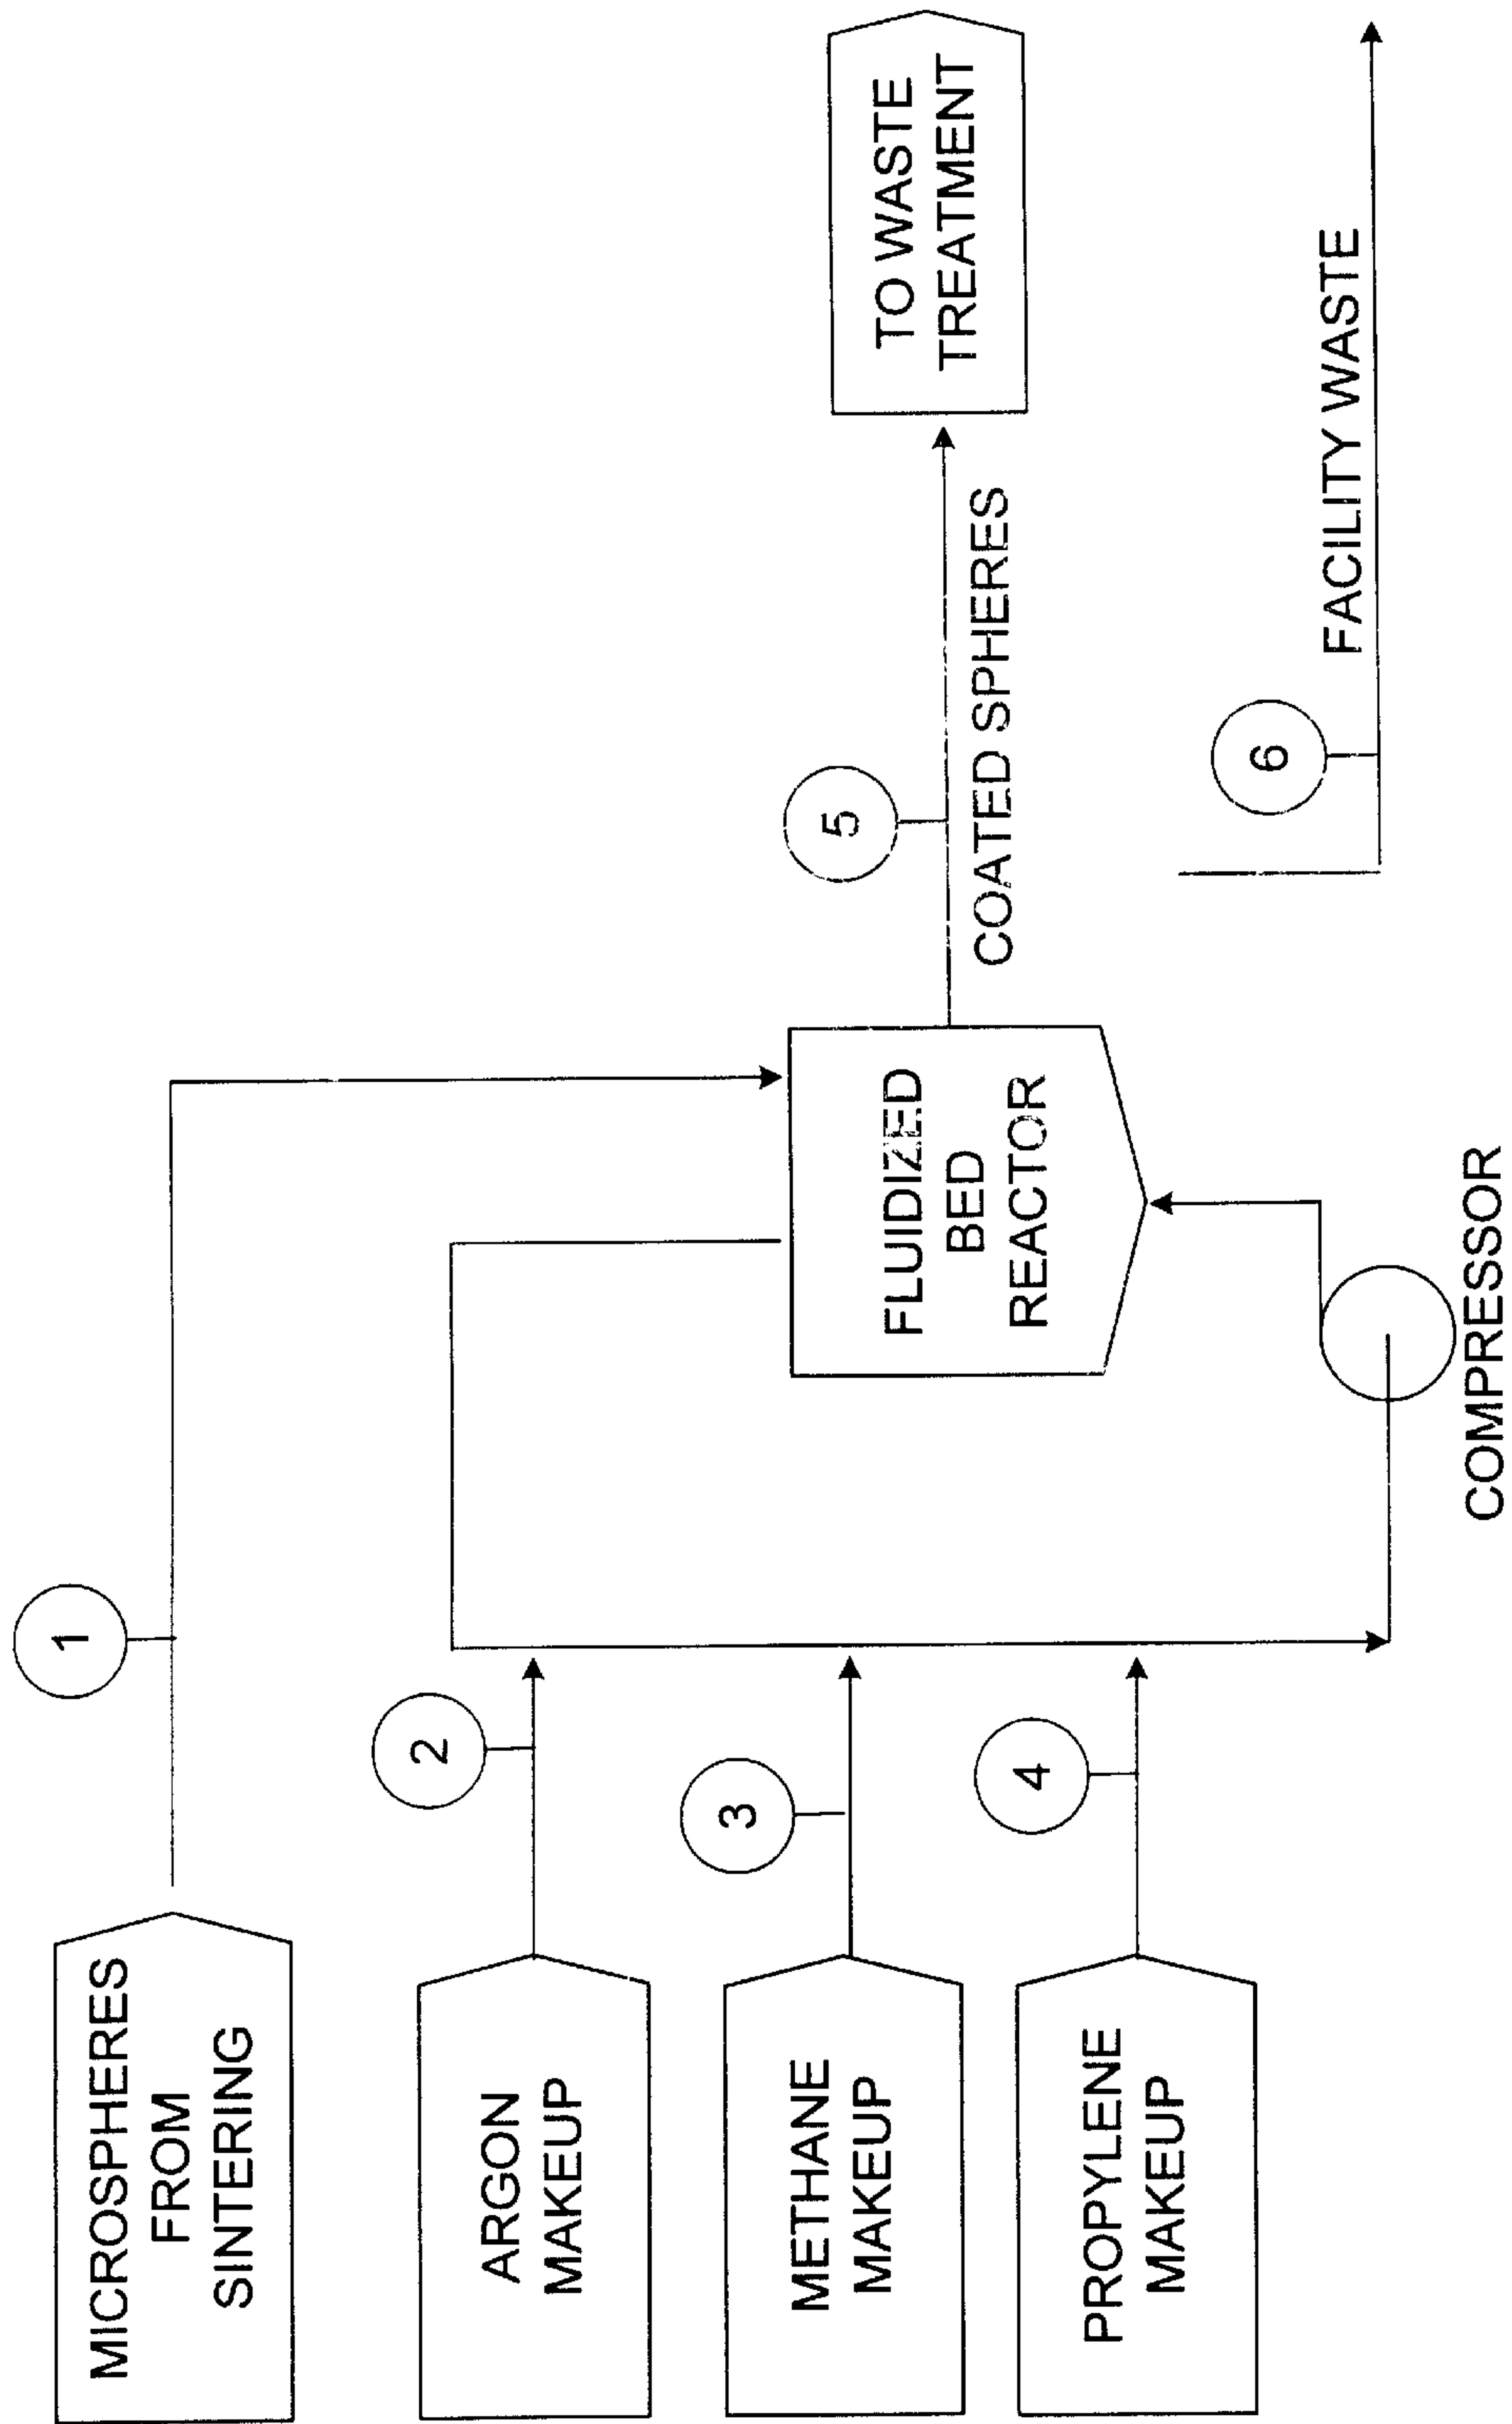 MICROSPHERES
FROM
SINTERING
1
ARGON
MAKEUP
2
METHANE
MAKEUP
3
PROPYLENE
MAKEUP
4
FLUIDIZED
BED
REACTOR
COMPRESSOR
5
COATED SPHERES
TO WASTE
TREATMENT
6
FACILITY WASTE